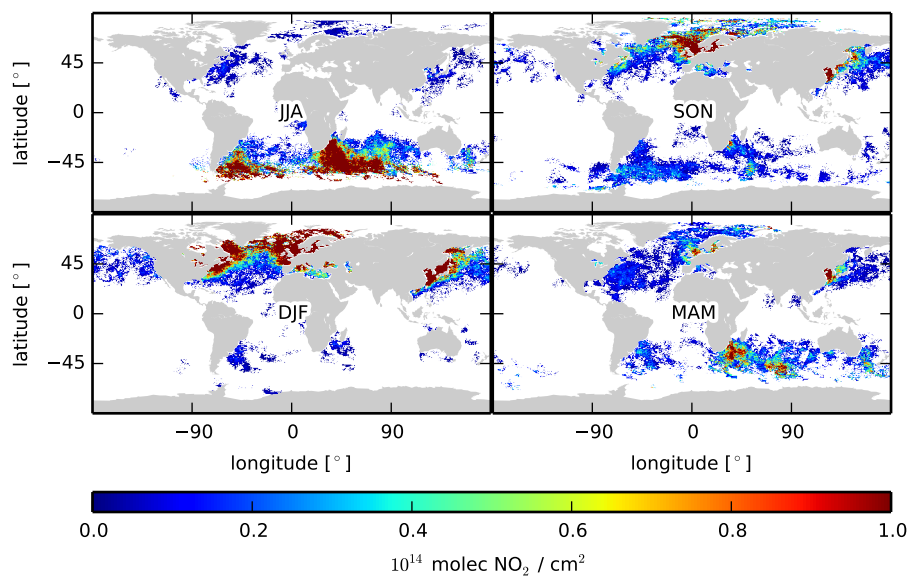 45
0
−45
latitude [°]
JJA
SON
45
0
−45
latitude [°]
DJF
MAM
−90 0 90
−90 0 90
longitude [°]
longitude [°]
0.0 0.2 0.4 0.6 0.8 1.0
10¹⁴ molec NO₂ / cm²